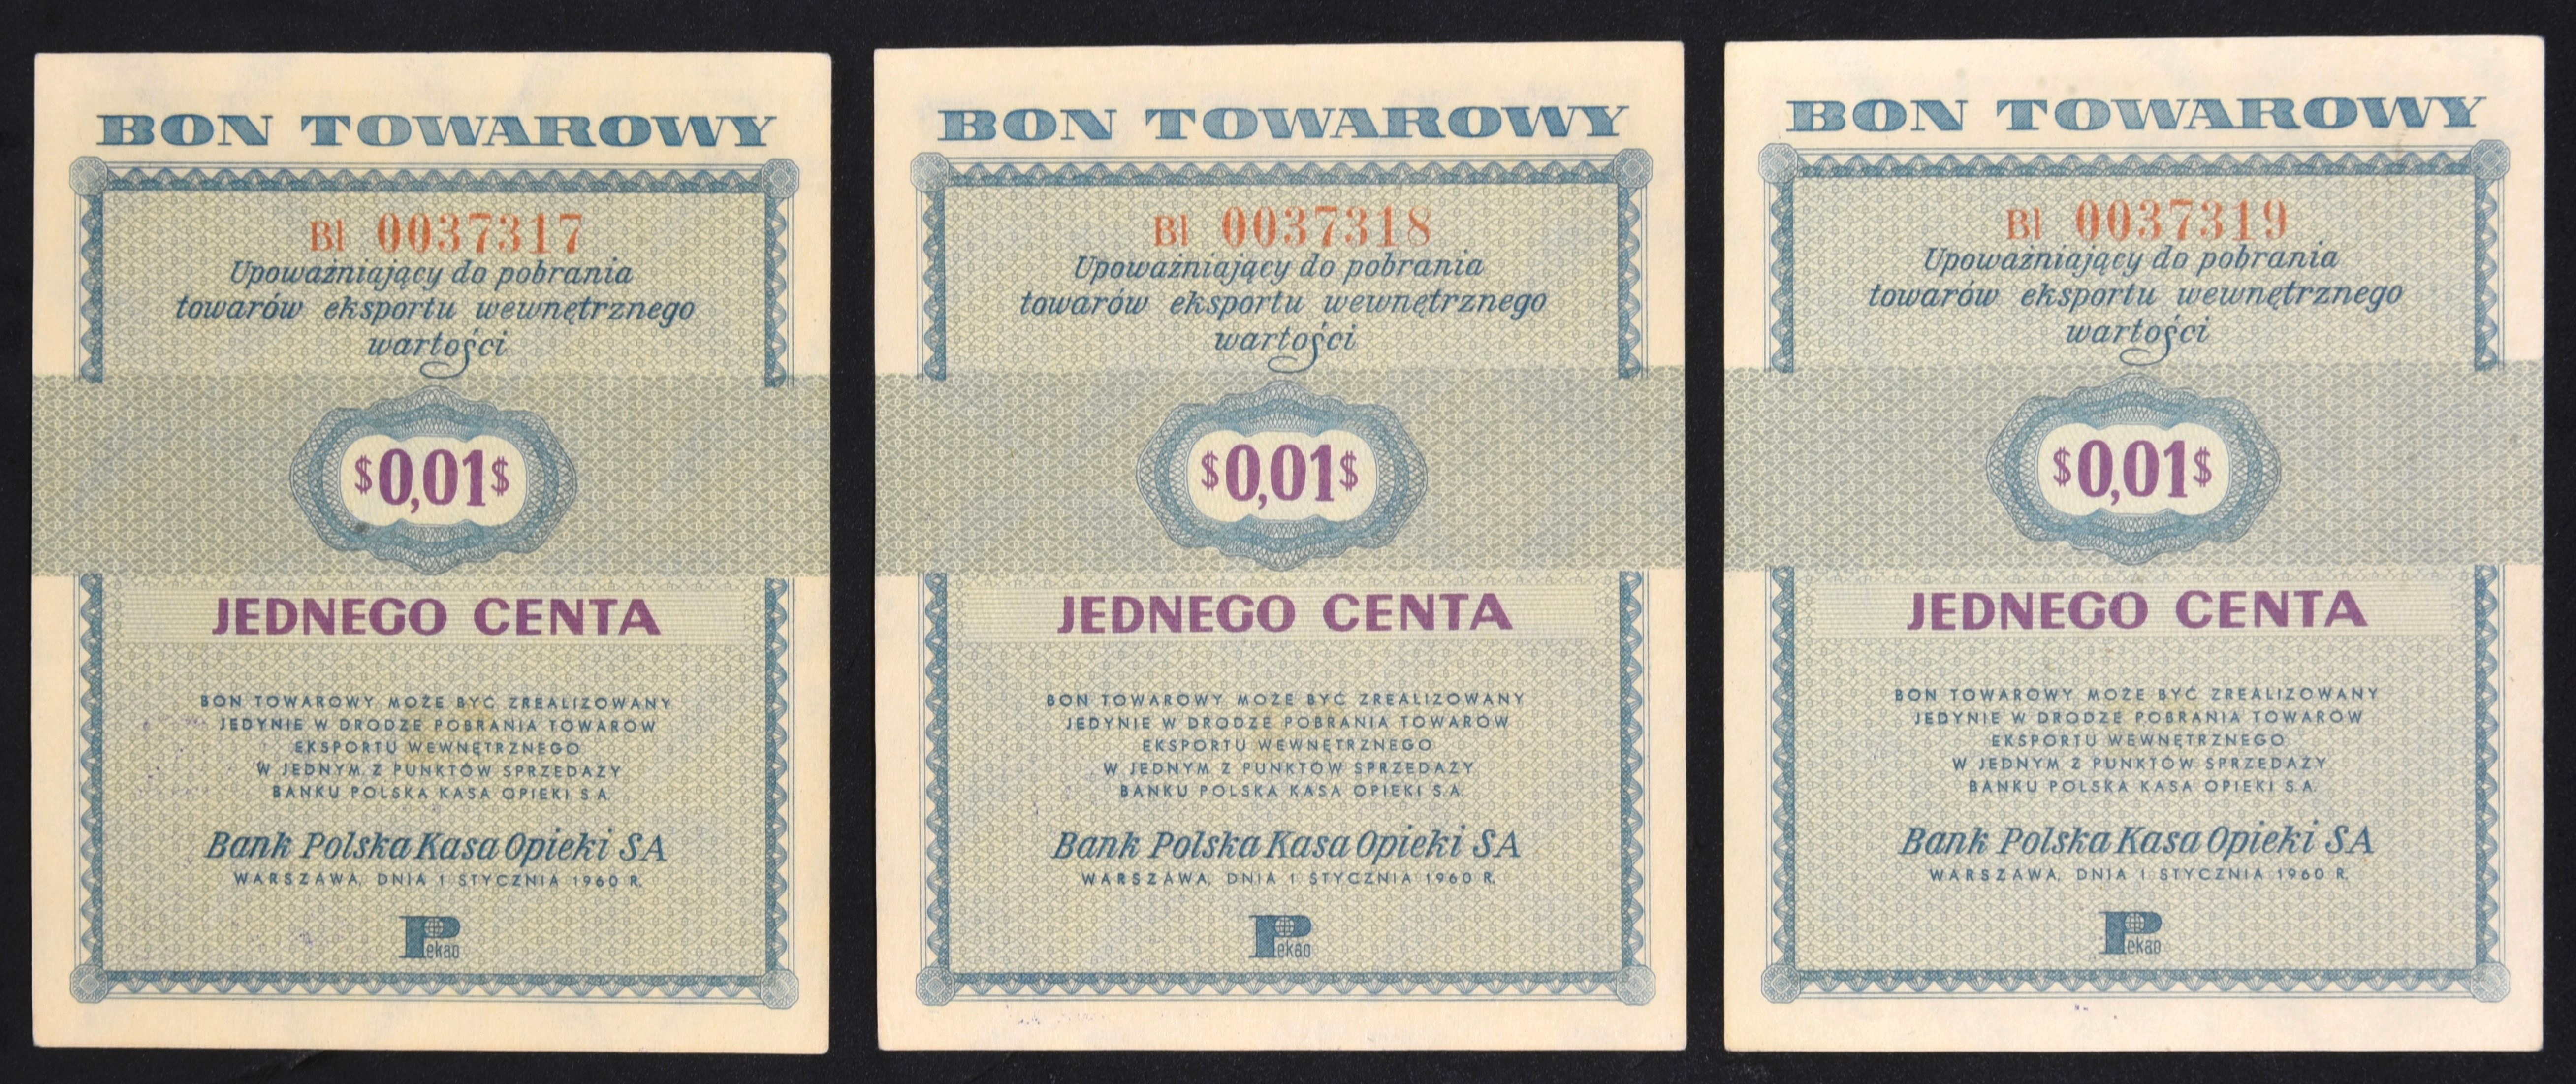 BON TOWAROWY
Bl 0037317
Upoważniający do pobrania
towarów eksportu wewnętrznego
wartości
$0,01$
JEDNEGO CENTA
BON TOWAROWY MOŻE BYĆ ZREALIZOWANY
JEDYNIE W DRODZE POBRANIA TOWARÓW
EKSPORTU WEWNĘTRZNEGO
W JEDNYM Z PUNKTÓW SPRZEDAŻY
BANKU POLSKA KASA OPIEKI S.A.
Bank Polska Kasa Opieki SA
WARSZAWA, DNIA 1 STYCZNIA 1960 R.
Pekao
BON TOWAROWY
Bl 0037318
Upoważniający do pobrania
towarów eksportu wewnętrznego
wartości
$0,01$
JEDNEGO CENTA
BON TOWAROWY MOŻE BYĆ ZREALIZOWANY
JEDYNIE W DRODZE POBRANIA TOWARÓW
EKSPORTU WEWNĘTRZNEGO
W JEDNYM Z PUNKTÓW SPRZEDAŻY
BANKU POLSKA KASA OPIEKI S.A.
Bank Polska Kasa Opieki SA
WARSZAWA, DNIA 1 STYCZNIA 1960 R.
Pekao
BON TOWAROWY
Bl 0037319
Upoważniający do pobrania
towarów eksportu wewnętrznego
wartości
$0,01$
JEDNEGO CENTA
BON TOWAROWY MOŻE BYĆ ZREALIZOWANY
JEDYNIE W DRODZE POBRANIA TOWARÓW
EKSPORTU WEWNĘTRZNEGO
W JEDNYM Z PUNKTÓW SPRZEDAŻY
BANKU POLSKA KASA OPIEKI S.A.
Bank Polska Kasa Opieki SA
WARSZAWA, DNIA 1 STYCZNIA 1960 R.
Pekao